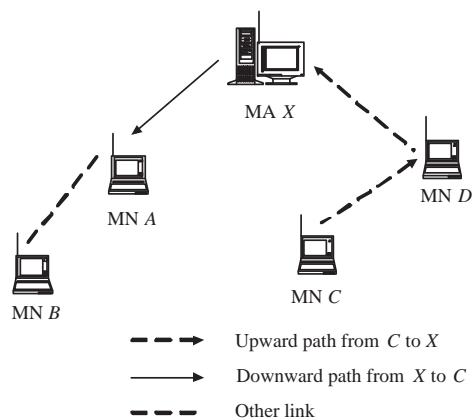 MA X
MN A
MN D
MN B
MN C
Upward path from C to X
Downward path from X to C
Other link